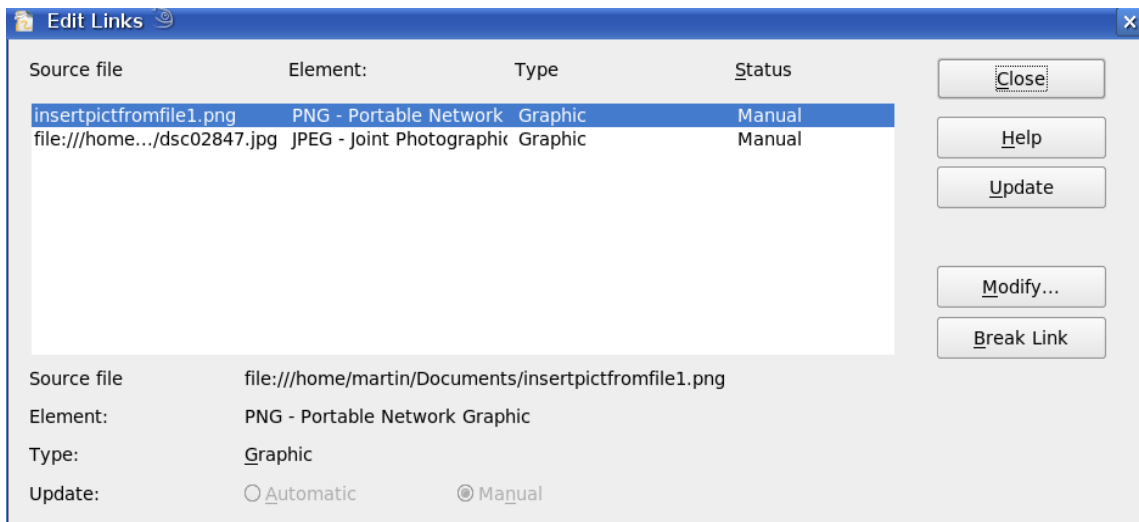 Edit Links
Source file Element: Type Status
insertpictfromfile1.png PNG - Portable Network Graphic Manual
file:///home.../dsc02847.jpg JPEG - Joint Photographic Graphic Manual
Close
Help
Update
Modify...
Break Link
Source file file:///home/martin/Documents/insertpictfromfile1.png
Element: PNG - Portable Network Graphic
Type: Graphic
Update: Automatic Manual